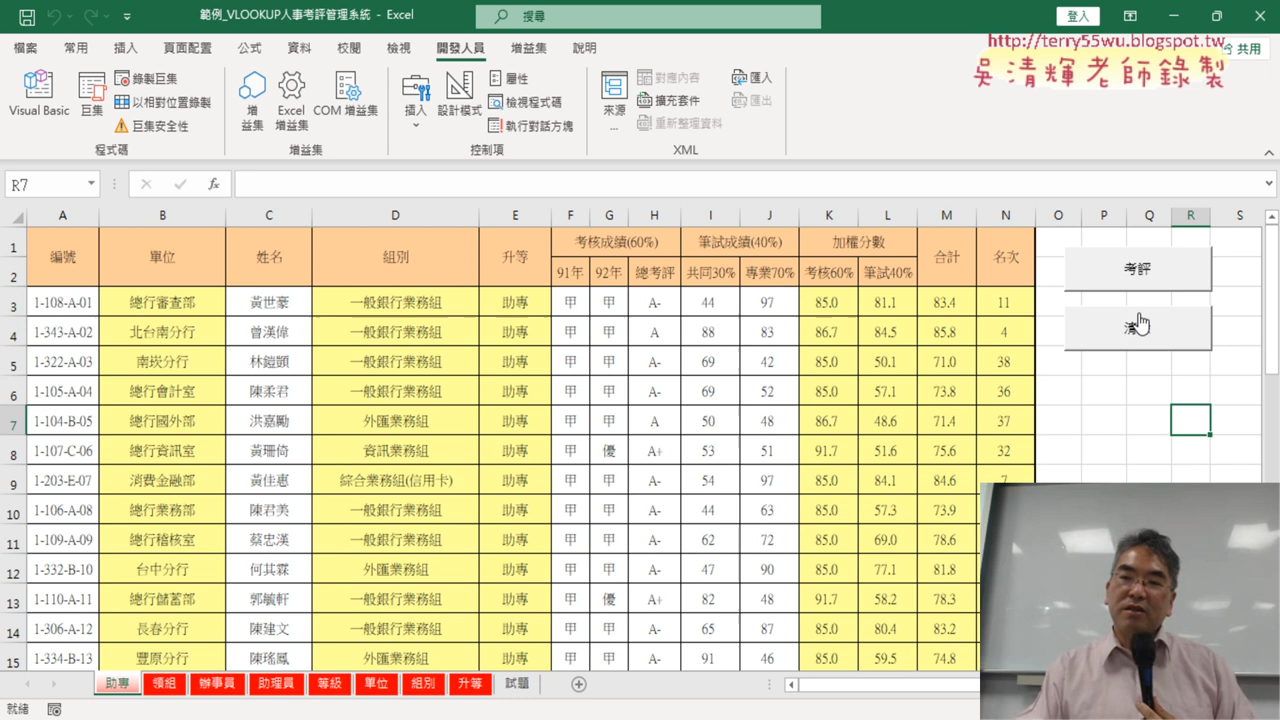 範例_VLOOKUP人事考評管理系統 - Excel
搜尋
登入
檔案 常用 插入 頁面配置 公式 資料 校閱 檢視 開發人員 增益集 說明
共用
http://terry55wu.blogspot.tw
吳清輝老師錄製
Visual Basic 巨集 錄製巨集 以相對位置錄製 巨集安全性
程式碼
增益集 Excel 增益集 COM 增益集
增益集
插入 設計模式 屬性 檢視程式碼 執行對話方塊
控制項
來源... 對應內容 擴充套件 重新整理資料 匯入 匯出
XML
R7 fx
A B C D E F G H I J K L M N O P Q R S
1 編號 單位 姓名 組別 升等 考核成績(60%) 筆試成績(40%) 加權分數 合計 名次
2 91年 92年 總考評 共同30% 專業70% 考核60% 筆試40%
3 1-108-A-01 總行審查部 黃世豪 一般銀行業務組 助專 甲 甲 A- 44 97 85.0 81.1 83.4 11
4 1-343-A-02 北台南分行 曾漢偉 一般銀行業務組 助專 甲 甲 A 88 83 86.7 84.5 85.8 4
5 1-322-A-03 南崁分行 林鎧顗 一般銀行業務組 助專 甲 甲 A- 69 42 85.0 50.1 71.0 38
6 1-105-A-04 總行會計室 陳柔君 一般銀行業務組 助專 甲 甲 A- 69 52 85.0 57.1 73.8 36
7 1-104-B-05 總行國外部 洪嘉勵 外匯業務組 助專 甲 甲 A 50 48 86.7 48.6 71.4 37
8 1-107-C-06 總行資訊室 黃珊倚 資訊業務組 助專 甲 優 A+ 53 51 91.7 51.6 75.6 32
9 1-203-E-07 消費金融部 黃佳惠 綜合業務組(信用卡) 助專 甲 甲 A- 54 97 85.0 84.1 84.6 7
10 1-106-A-08 總行業務部 陳君美 一般銀行業務組 助專 甲 甲 A- 44 63 85.0 57.3 73.9
11 1-109-A-09 總行稽核室 蔡忠漢 一般銀行業務組 助專 甲 甲 A- 62 72 85.0 69.0 78.6
12 1-332-B-10 台中分行 何其霖 外匯業務組 助專 甲 甲 A- 47 90 85.0 77.1 81.8
13 1-110-A-11 總行儲蓄部 郭毓軒 一般銀行業務組 助專 甲 優 A+ 82 48 91.7 58.2 78.3
14 1-306-A-12 長春分行 陳建文 一般銀行業務組 助專 甲 甲 A- 65 87 85.0 80.4 83.2
15 1-334-B-13 豐原分行 陳瑤鳳 外匯業務組 助專 甲 甲 A- 91 46 85.0 59.5 74.8
考評
助專 領組 辦事員 助理員 等級 單位 組別 升等 試題
就緒